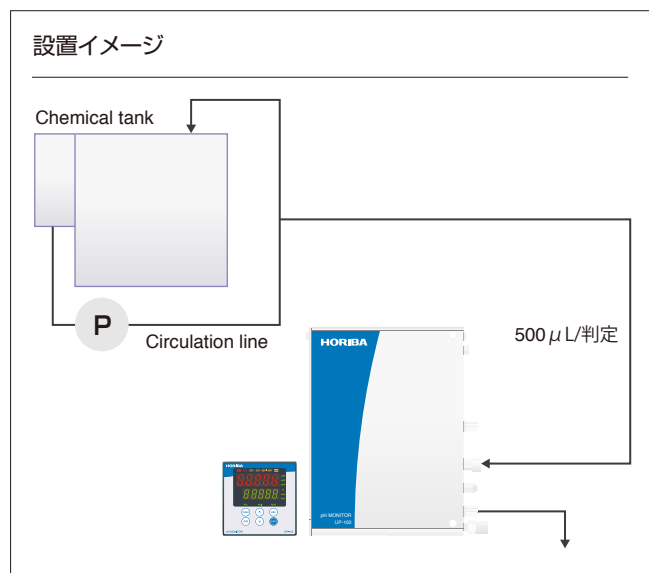 設置イメージ
Chemical tank
P
Circulation line
500μL/判定
HORIBA
HORIBA
pH MONITOR
UP-100